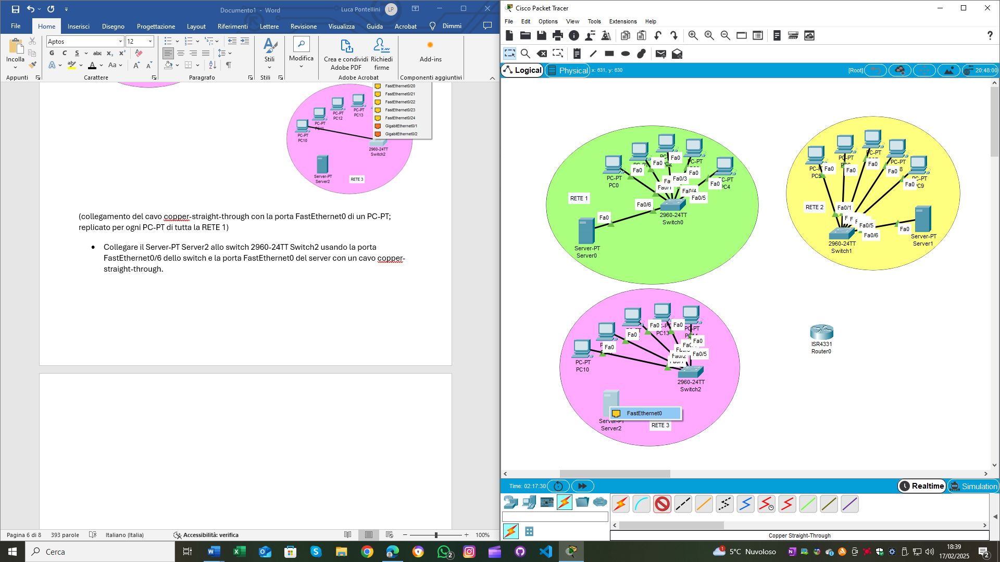 Documento1 - Word
Luca Pontellini
LP
File
Home
Inserisci
Disegno
Progettazione
Layout
Riferimenti
Lettere
Revisione
Visualizza
Guida
Acrobat
Dimmi
Incolla
Appunti
Aptos
12
G C S abc x₂ x²
Aa
Carattere
Paragrafo
Stili
Stili
Modifica
Crea e condividi
Adobe PDF
Richiedi
firme
Adobe Acrobat
Add-ins
Componenti aggiuntivi
FastEthernet0/20
FastEthernet0/21
FastEthernet0/22
FastEthernet0/23
FastEthernet0/24
GigabitEthernet0/1
GigabitEthernet0/2
PC-PT
PC12
PC-PT
PC13
PC-PT
PC11
PC-PT
PC10
2960-24TT
Switch2
Server-PT
Server2
RETE 3
(collegamento del cavo copper-straight-through con la porta FastEthernet0 di un PC-PT;
replicato per ogni PC-PT di tutta la RETE 1)
• Collegare il Server-PT Server2 allo switch 2960-24TT Switch2 usando la porta
FastEthernet0/6 dello switch e la porta FastEthernet0 del server con un cavo copper-
straight-through.
Pagina 6 di 8
393 parole
Italiano (Italia)
Accessibilità: verifica
100%
Cisco Packet Tracer
File
Edit
Options
View
Tools
Extensions
Help
Logical
Physical
x: 631, y: 630
[Root]
20:48:00
RETE 1
PC-PT
PC0
Fa0
Fa0
Fa0
Fa0
Fa0
PC4
Fa0/3
Fa0/4
Fa0/5
Fa0/6
Fa0
2960-24TT
Switch0
Server-PT
Server0
RETE 2
PC5
Fa0
Fa0
Fa0
Fa0
Fa0
PC9
Fa0/1
Fa0/5
Fa0/6
Fa0
2960-24TT
Switch1
Server-PT
Server1
PC-PT
PC10
Fa0
Fa0
Fa0
PC13
Fa0
Fa0
Fa0/2
Fa0/5
2960-24TT
Switch2
FastEthernet0
Server-PT
Server2
RETE 3
ISR4331
Router0
Time: 02:17:30
Realtime
Simulation
Copper Straight-Through
Cerca
2
5°C Nuvoloso
18:39
17/02/2025
2